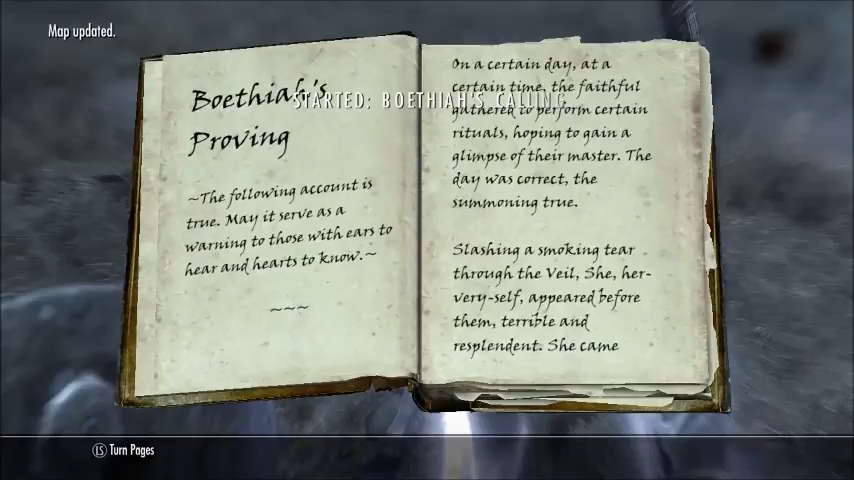 Map updated.
Boethiah's
Proving
~The following account is
true. May it serve as a
warning to those with ears to
hear and hearts to know.~
~~~
STARTED: BOETHIAH'S CALLING
On a certain day, at a
certain time, the faithful
gathered to perform certain
rituals, hoping to gain a
glimpse of their master. The
day was correct, the
summoning true.
Slashing a smoking tear
through the Veil, She, her-
very-self, appeared before
them, terrible and
resplendent. She came
LS Turn Pages